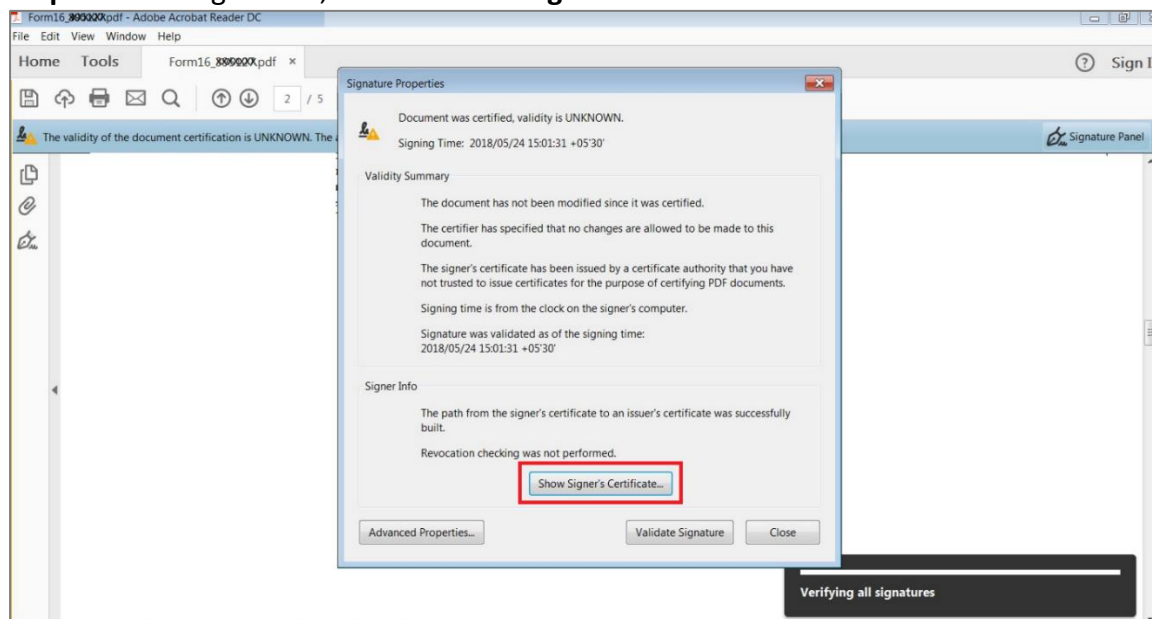 Form16_        .pdf - Adobe Acrobat Reader DC
File Edit View Window Help
Home Tools Form16_        .pdf × ? Sign I
2 / 5
Signature Properties
Document was certified, validity is UNKNOWN.
Signing Time: 2018/05/24 15:01:31 +05'30'
The validity of the document certification is UNKNOWN. The
Signature Panel
Validity Summary
The document has not been modified since it was certified.
The certifier has specified that no changes are allowed to be made to this
document.
The signer's certificate has been issued by a certificate authority that you have
not trusted to issue certificates for the purpose of certifying PDF documents.
Signing time is from the clock on the signer's computer.
Signature was validated as of the signing time:
2018/05/24 15:01:31 +05'30'
Signer Info
The path from the signer's certificate to an issuer's certificate was successfully
built.
Revocation checking was not performed.
Show Signer's Certificate...
Advanced Properties... Validate Signature Close
Verifying all signatures